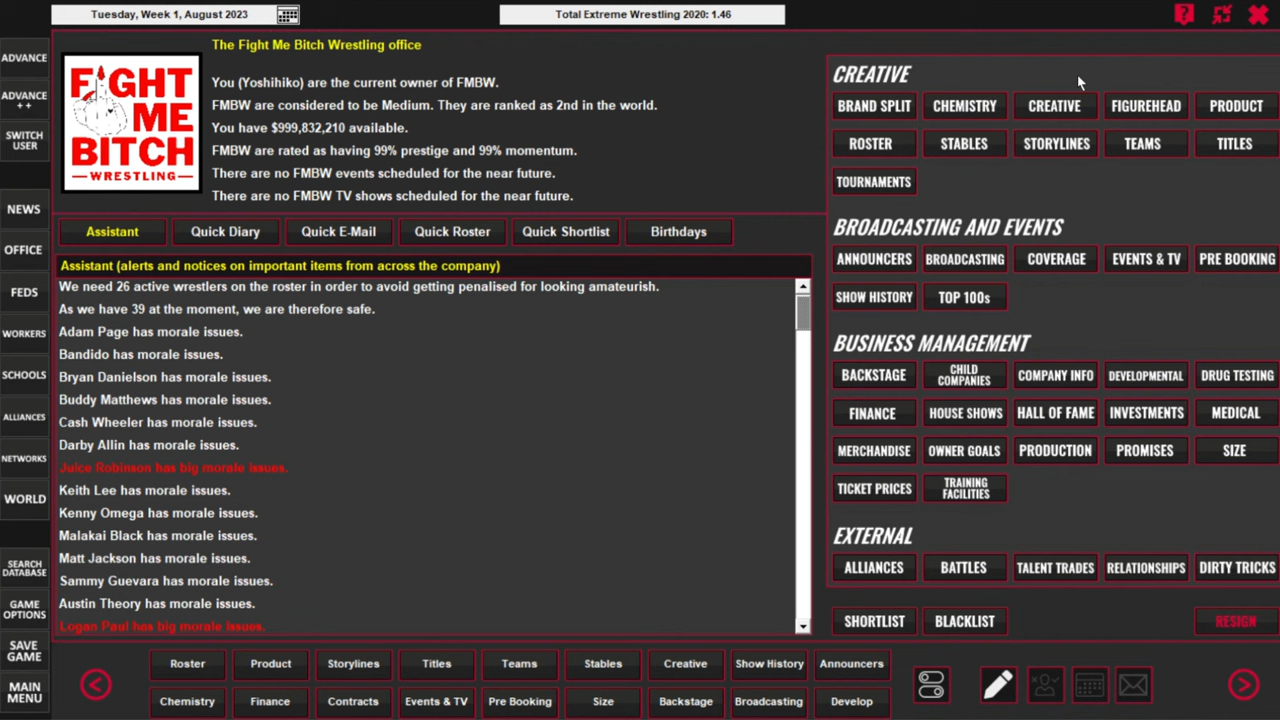 Tuesday, Week 1, August 2023
Total Extreme Wrestling 2020: 1.46
ADVANCE
ADVANCE
+ +
SWITCH
USER
NEWS
OFFICE
FEDS
WORKERS
SCHOOLS
ALLIANCES
NETWORKS
WORLD
SEARCH
DATABASE
GAME
OPTIONS
SAVE
GAME
MAIN
MENU
FIGHT
ME
BITCH
WRESTLING
The Fight Me Bitch Wrestling office
You (Yoshihiko) are the current owner of FMBW.
FMBW are considered to be Medium. They are ranked as 2nd in the world.
You have $999,832,210 available.
FMBW are rated as having 99% prestige and 99% momentum.
There are no FMBW events scheduled for the near future.
There are no FMBW TV shows scheduled for the near future.
Assistant Quick Diary Quick E-Mail Quick Roster Quick Shortlist Birthdays
Assistant (alerts and notices on important items from across the company)
We need 26 active wrestlers on the roster in order to avoid getting penalised for looking amateurish.
As we have 39 at the moment, we are therefore safe.
Adam Page has morale issues.
Bandido has morale issues.
Bryan Danielson has morale issues.
Buddy Matthews has morale issues.
Cash Wheeler has morale issues.
Darby Allin has morale issues.
Juice Robinson has big morale issues.
Keith Lee has morale issues.
Kenny Omega has morale issues.
Malakai Black has morale issues.
Matt Jackson has morale issues.
Sammy Guevara has morale issues.
Austin Theory has morale issues.
Logan Paul has big morale issues.
CREATIVE
BRAND SPLIT CHEMISTRY CREATIVE FIGUREHEAD PRODUCT
ROSTER STABLES STORYLINES TEAMS TITLES
TOURNAMENTS
BROADCASTING AND EVENTS
ANNOUNCERS BROADCASTING COVERAGE EVENTS & TV PRE BOOKING
SHOW HISTORY TOP 100s
BUSINESS MANAGEMENT
BACKSTAGE CHILD COMPANIES COMPANY INFO DEVELOPMENTAL DRUG TESTING
FINANCE HOUSE SHOWS HALL OF FAME INVESTMENTS MEDICAL
MERCHANDISE OWNER GOALS PRODUCTION PROMISES SIZE
TICKET PRICES TRAINING FACILITIES
EXTERNAL
ALLIANCES BATTLES TALENT TRADES RELATIONSHIPS DIRTY TRICKS
SHORTLIST BLACKLIST RESIGN
Roster Product Storylines Titles Teams Stables Creative Show History Announcers
Chemistry Finance Contracts Events & TV Pre Booking Size Backstage Broadcasting Develop